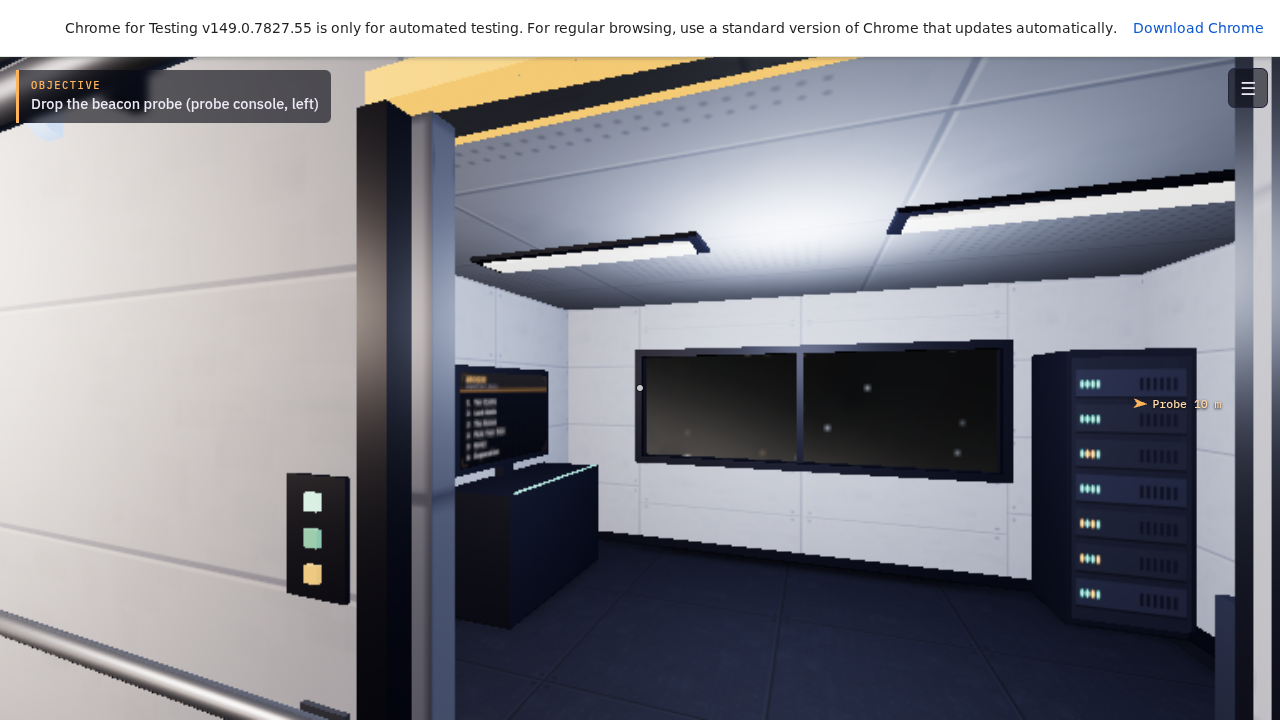 Chrome for Testing v149.0.7827.55 is only for automated testing. For regular browsing, use a standard version of Chrome that updates automatically. Download Chrome
OBJECTIVE
Drop the beacon probe (probe console, left)
Probe 10 m